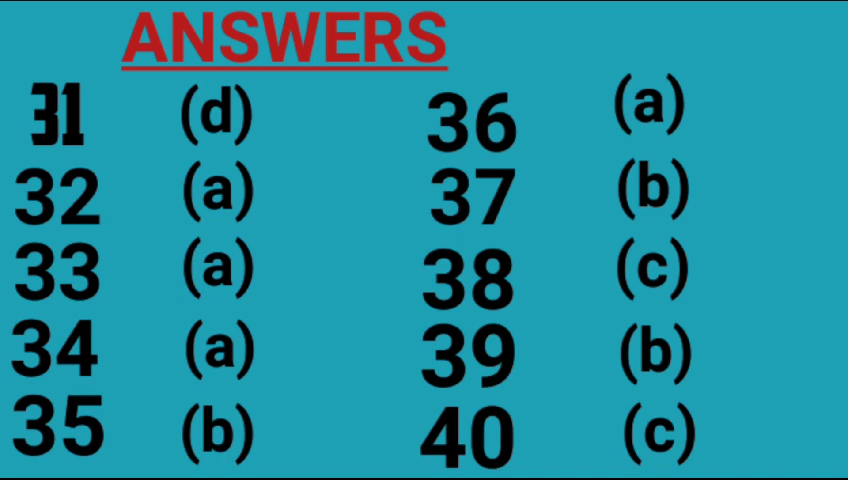 ANSWERS
31 (d) 36 (a)
32 (a) 37 (b)
33 (a) 38 (c)
34 (a) 39 (b)
35 (b) 40 (c)